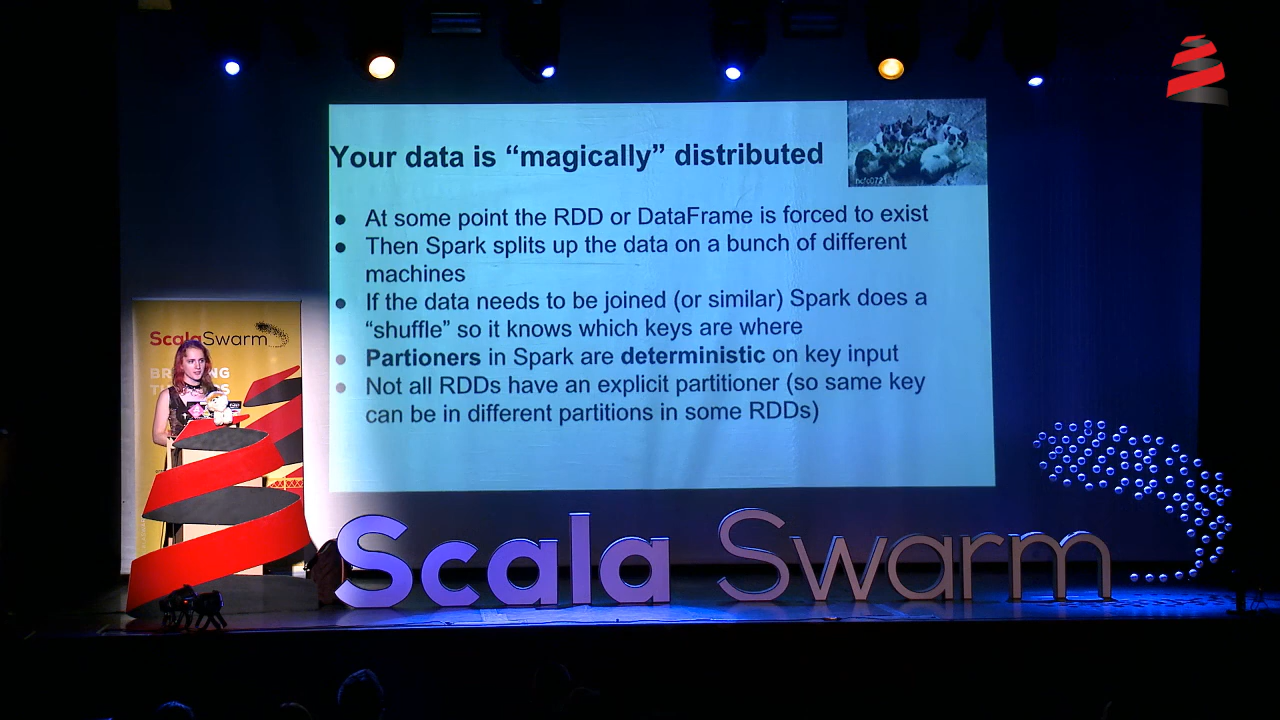 Your data is “magically” distributed
● At some point the RDD or DataFrame is forced to exist
● Then Spark splits up the data on a bunch of different
machines
● If the data needs to be joined (or similar) Spark does a
“shuffle” so it knows which keys are where
● Partioners in Spark are deterministic on key input
● Not all RDDs have an explicit partitioner (so same key
can be in different partitions in some RDDs)
ScalaSwarm
Scala Swarm